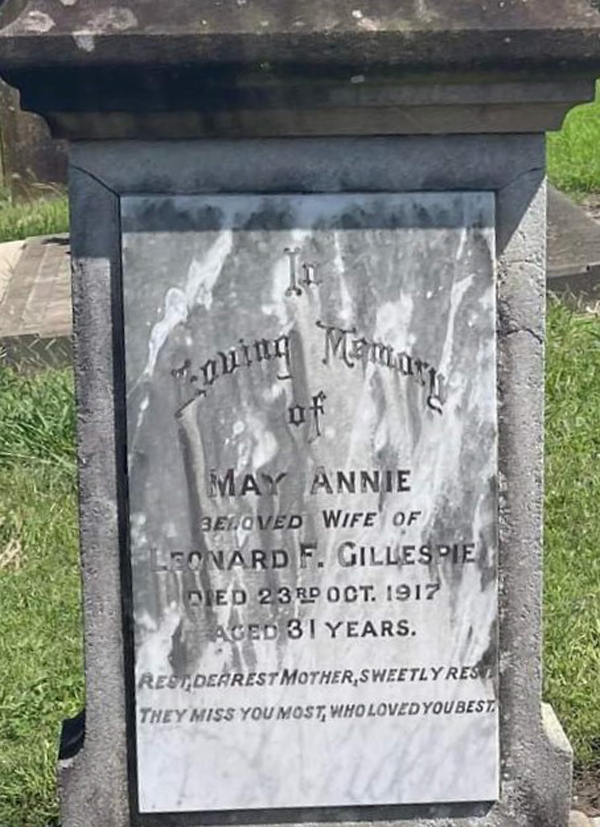 In
Loving Memory
of
MAY ANNIE
BELOVED WIFE OF
LEONARD F. GILLESPIE
DIED 23RD OCT. 1917
AGED 31 YEARS.
REST, DEAREST MOTHER, SWEETLY REST.
THEY MISS YOU MOST, WHO LOVED YOU BEST.